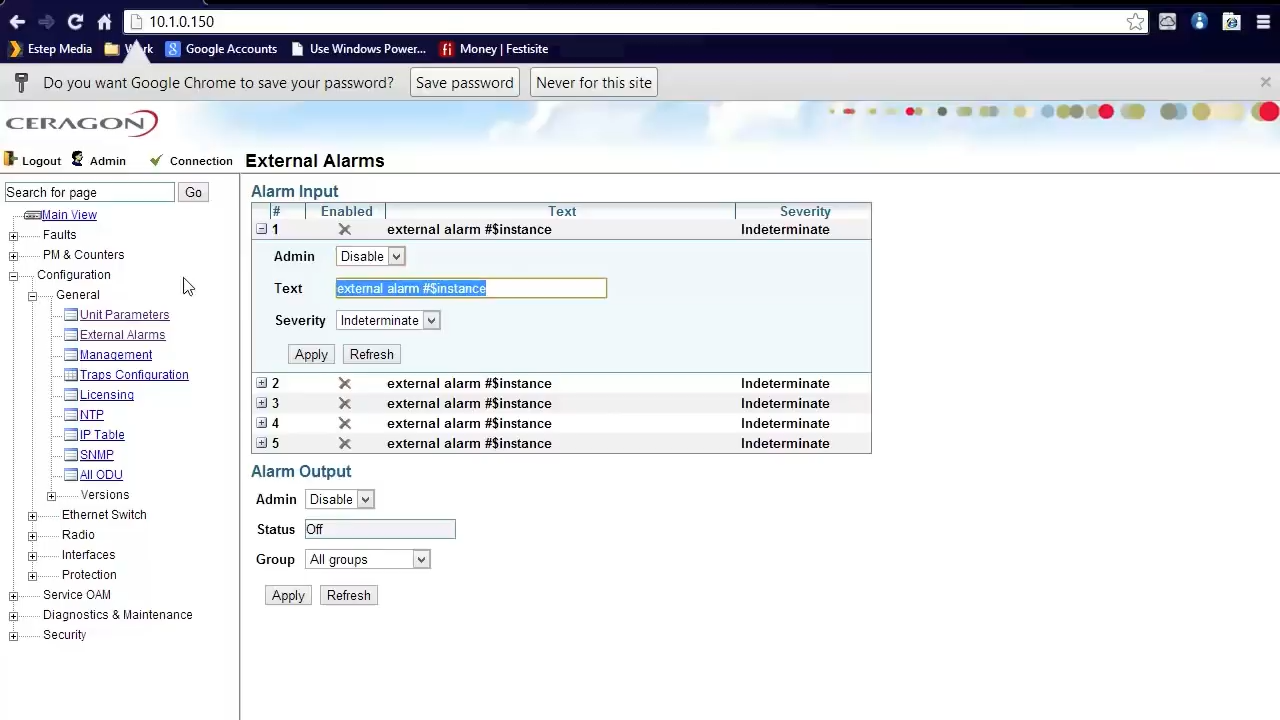 10.1.0.150
Estep Media Work Google Accounts Use Windows Power... Money | Festisite
Do you want Google Chrome to save your password? Save password Never for this site
CERAGON
Logout Admin Connection External Alarms
Search for page Go
Main View
Faults
PM & Counters
Configuration
General
Unit Parameters
External Alarms
Management
Traps Configuration
Licensing
NTP
IP Table
SNMP
All ODU
Versions
Ethernet Switch
Radio
Interfaces
Protection
Service OAM
Diagnostics & Maintenance
Security
Alarm Input
# Enabled Text Severity
1 external alarm #$instance Indeterminate
Admin Disable
Text external alarm #$instance
Severity Indeterminate
Apply Refresh
2 external alarm #$instance Indeterminate
3 external alarm #$instance Indeterminate
4 external alarm #$instance Indeterminate
5 external alarm #$instance Indeterminate
Alarm Output
Admin Disable
Status Off
Group All groups
Apply Refresh